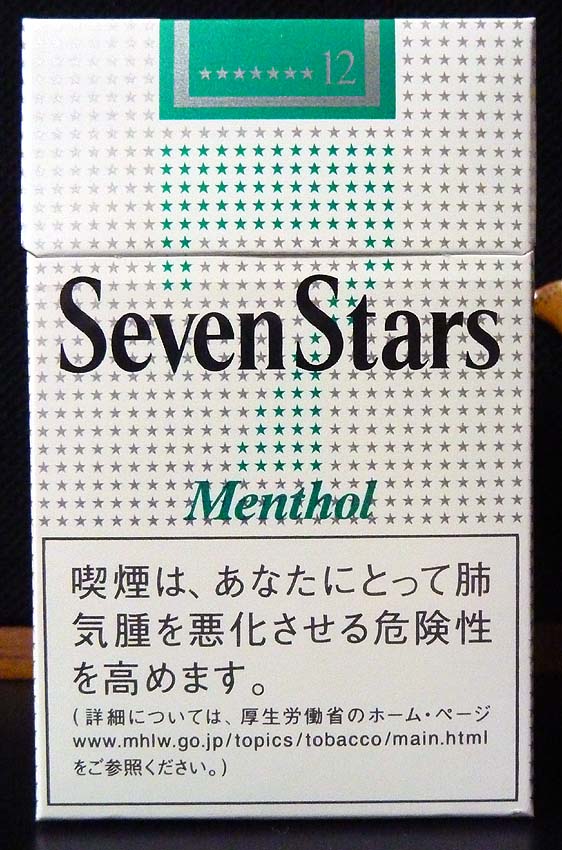 ★★★★★★★ 12
Seven Stars
Menthol
喫煙は、あなたにとって肺
気腫を悪化させる危険性
を高めます。
(詳細については、厚生労働省のホーム・ページ
www.mhlw.go.jp/topics/tobacco/main.html
をご参照ください。)